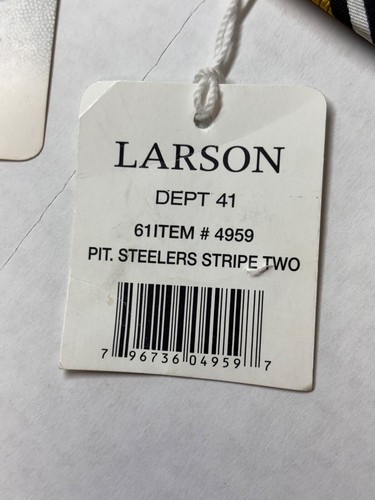 LARSON
DEPT 41
61ITEM # 4959
PIT. STEELERS STRIPE TWO
7 96736 04959 7